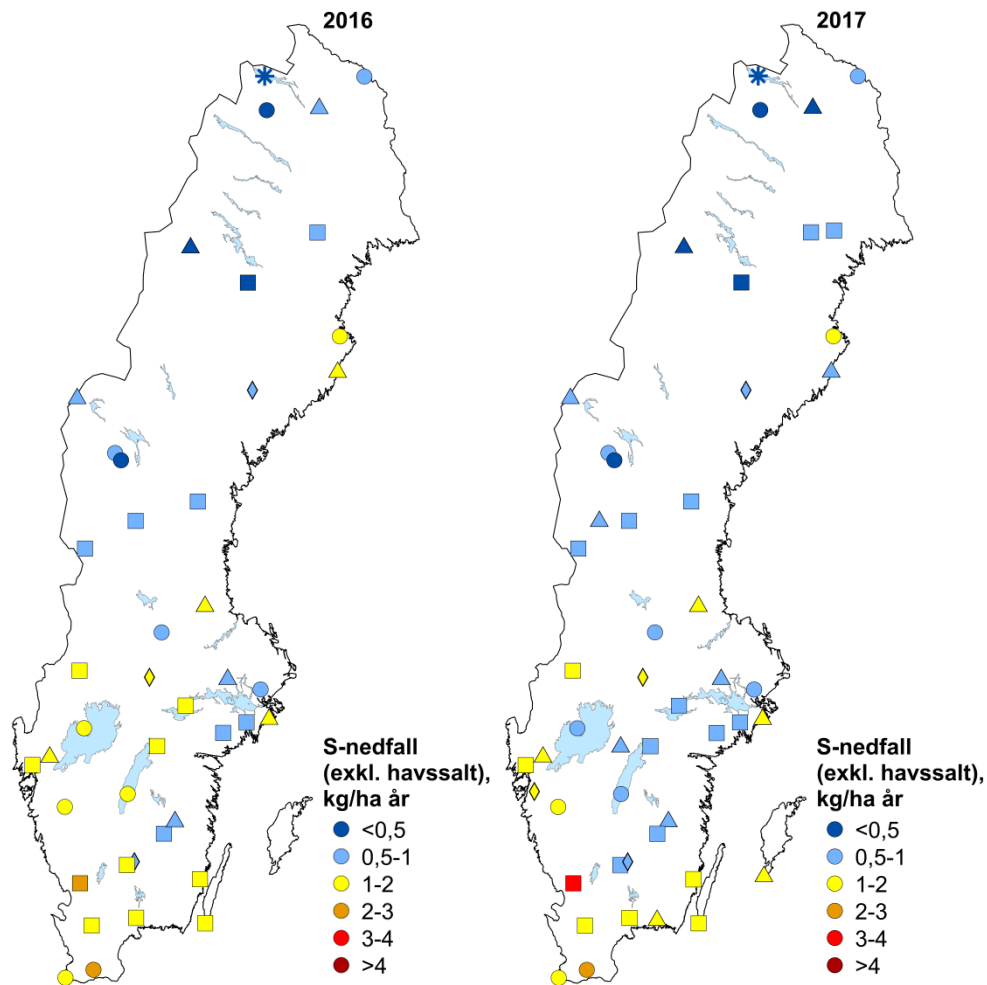 2016
S-nedfall
(exkl. havssalt),
kg/ha år
<0,5
0,5-1
1-2
2-3
3-4
>4
2017
S-nedfall
(exkl. havssalt),
kg/ha år
<0,5
0,5-1
1-2
2-3
3-4
>4